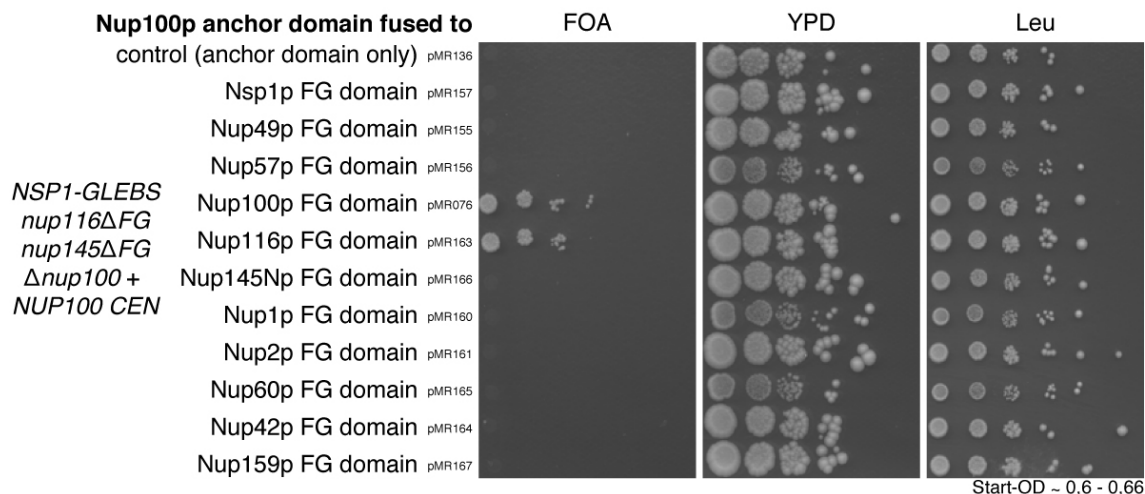 Nup100p anchor domain fused to FOA YPD Leu
control (anchor domain only) pMR136
Nsp1p FG domain pMR157
Nup49p FG domain pMR155
Nup57p FG domain pMR156
Nup100p FG domain pMR076
Nup116p FG domain pMR163
Nup145Np FG domain pMR166
Nup1p FG domain pMR160
Nup2p FG domain pMR161
Nup60p FG domain pMR165
Nup42p FG domain pMR164
Nup159p FG domain pMR167
NSP1-GLEBS
nup116ΔFG
nup145ΔFG
Δnup100 +
NUP100 CEN
Start-OD ~ 0.6 - 0.66